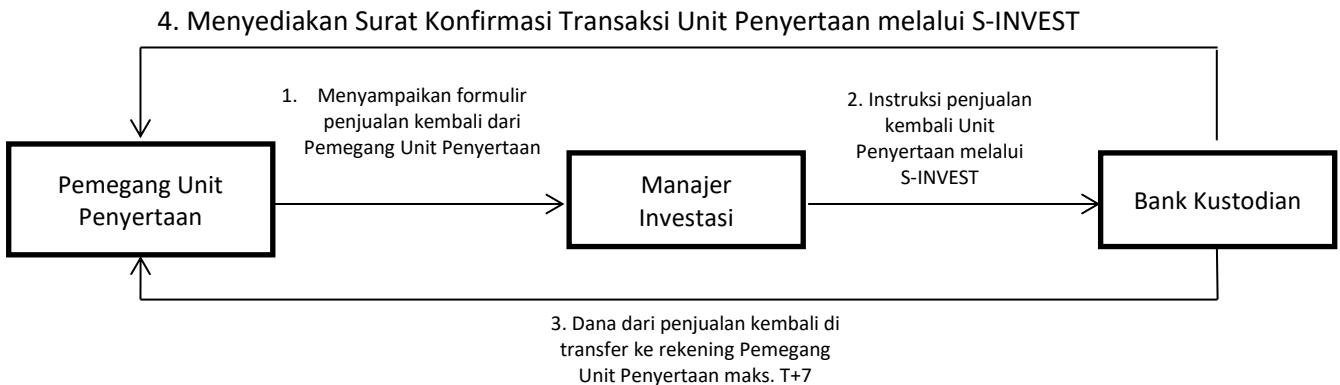 4. Menyediakan Surat Konfirmasi Transaksi Unit Penyertaan melalui S-INVEST
1. Menyampaikan formulir
penjualan kembali dari
Pemegang Unit Penyertaan
2. Instruksi penjualan
kembali Unit
Penyertaan melalui
S-INVEST
Pemegang Unit
Penyertaan
Manajer
Investasi
Bank Kustodian
3. Dana dari penjualan kembali di
transfer ke rekening Pemegang
Unit Penyertaan maks. T+7